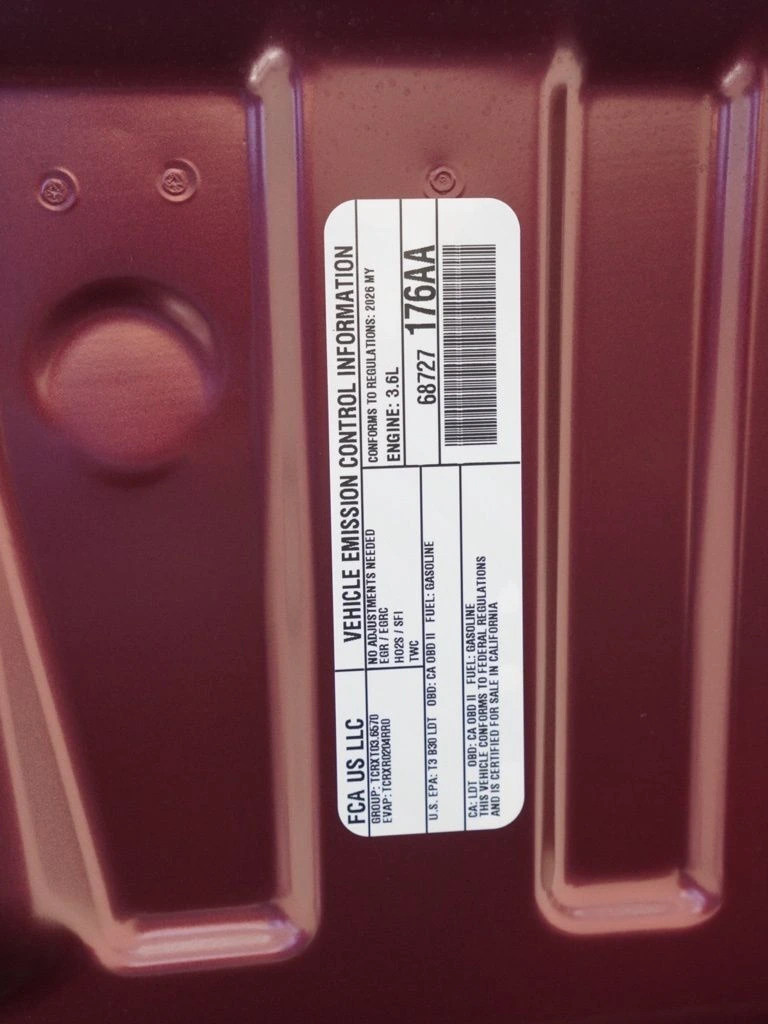 FCA US LLC
VEHICLE EMISSION CONTROL INFORMATION
GROUP: TCRXT03.6570
EVAP: TCRXR0204RR0
NO ADJUSTMENTS NEEDED
EGR / EGRC
HO2S / SFI
TWC
CONFORMS TO REGULATIONS: 2026 MY
ENGINE: 3.6L
68727 176AA
U.S. EPA: T3 B30 LDT OBD: CA OBD II FUEL: GASOLINE
CA: LDT OBD: CA OBD II FUEL: GASOLINE
THIS VEHICLE CONFORMS TO FEDERAL REGULATIONS
AND IS CERTIFIED FOR SALE IN CALIFORNIA